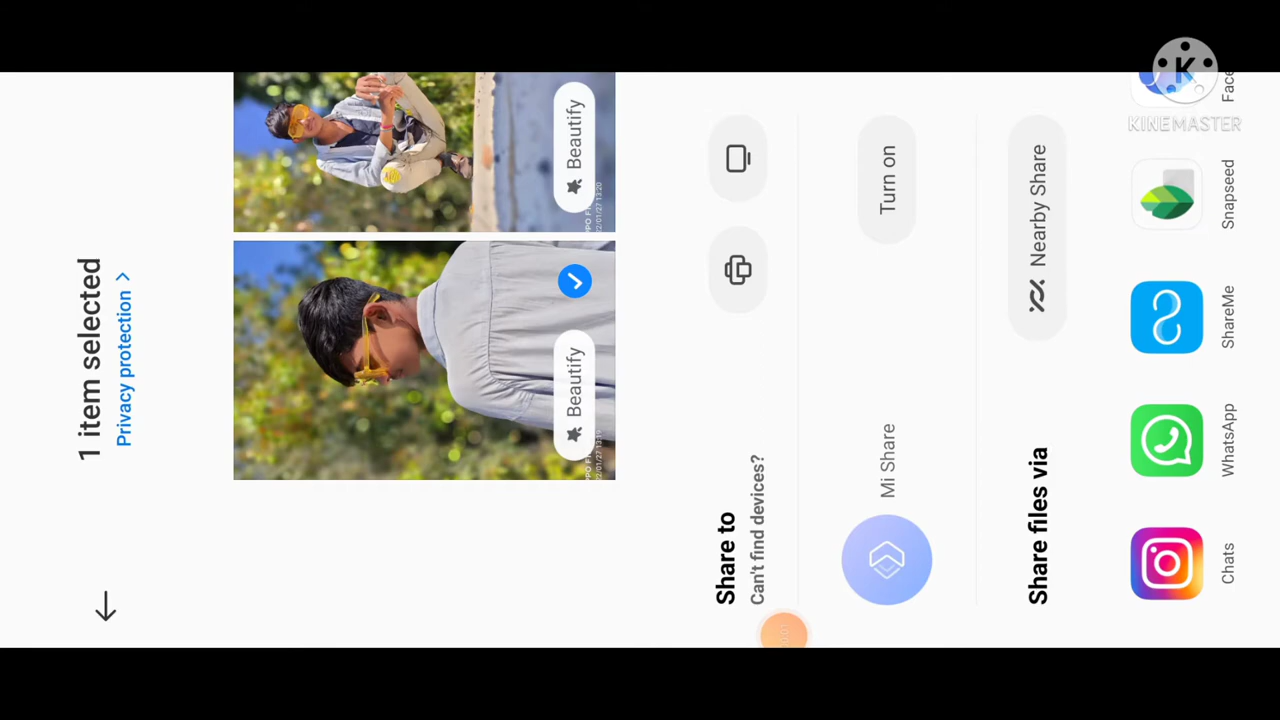 1 item selected
Privacy protection >
Beautify
Beautify
Share to
Can't find devices?
Mi Share
Turn on
Share files via
Nearby Share
Chats
WhatsApp
ShareMe
Snapseed
Face
KINEMASTER